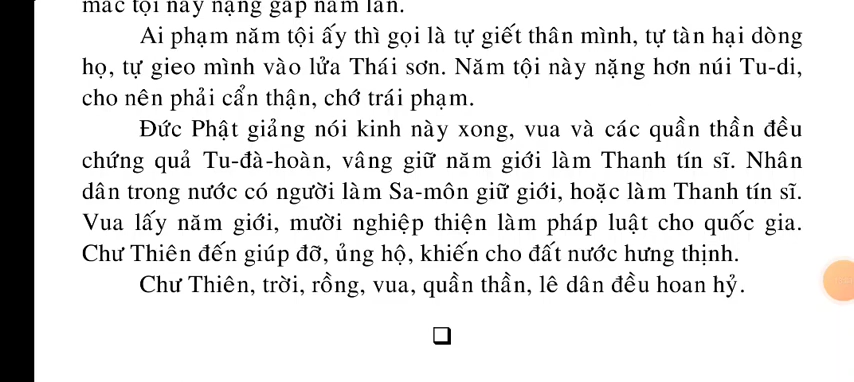 mắc tội này nặng gấp năm lần.
Ai phạm năm tội ấy thì gọi là tự giết thân mình, tự tàn hại dòng
họ, tự gieo mình vào lửa Thái sơn. Năm tội này nặng hơn núi Tu-di,
cho nên phải cẩn thận, chớ trái phạm.
Đức Phật giảng nói kinh này xong, vua và các quần thần đều
chứng quả Tu-đà-hoàn, vâng giữ năm giới làm Thanh tín sĩ. Nhân
dân trong nước có người làm Sa-môn giữ giới, hoặc làm Thanh tín sĩ.
Vua lấy năm giới, mười nghiệp thiện làm pháp luật cho quốc gia.
Chư Thiên đến giúp đỡ, ủng hộ, khiến cho đất nước hưng thịnh.
Chư Thiên, trời, rồng, vua, quần thần, lê dân đều hoan hỷ.